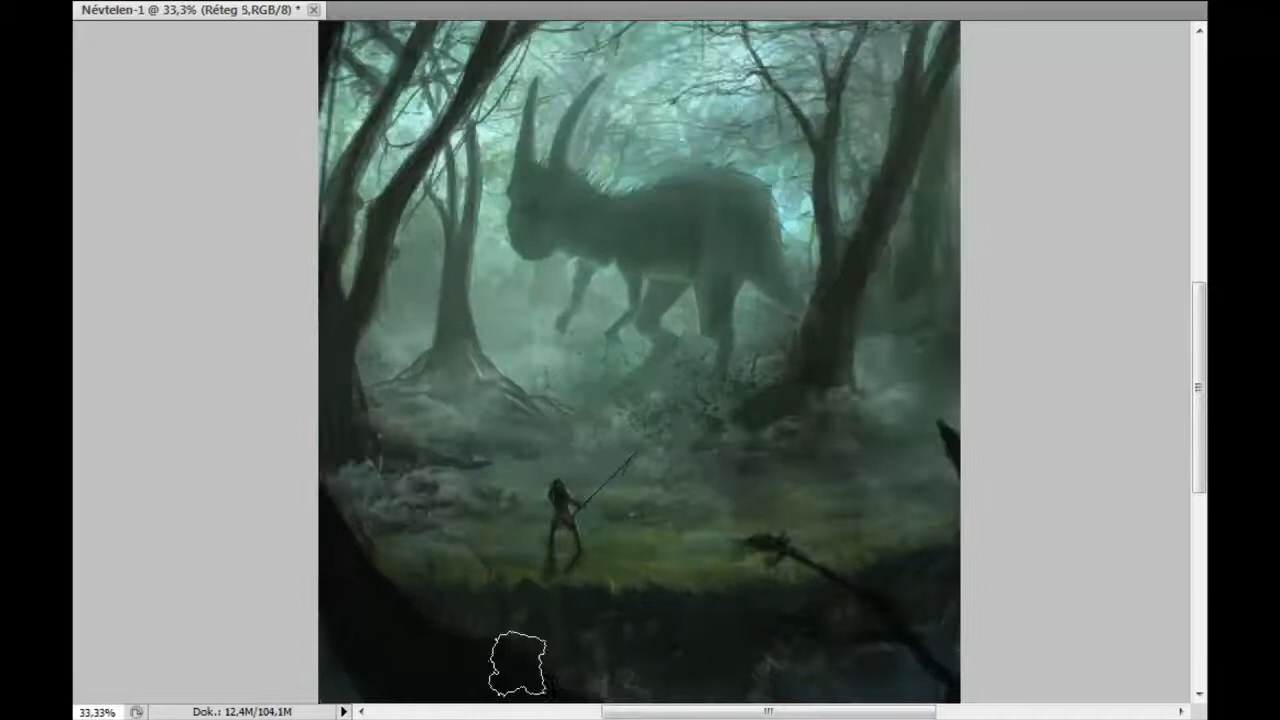 Névtelen-1 @ 33,3% (Réteg 5,RGB/8) *
33,33%
Dok.: 12,4M/104,1M